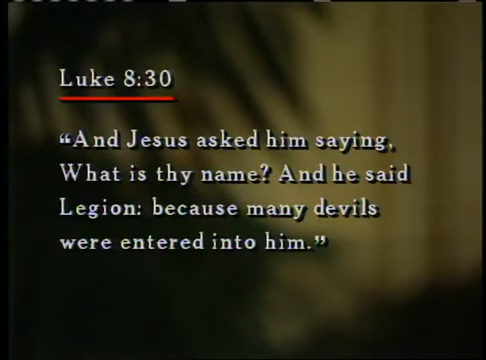 Luke 8:30
“And Jesus asked him saying,
What is thy name? And he said
Legion: because many devils
were entered into him.”